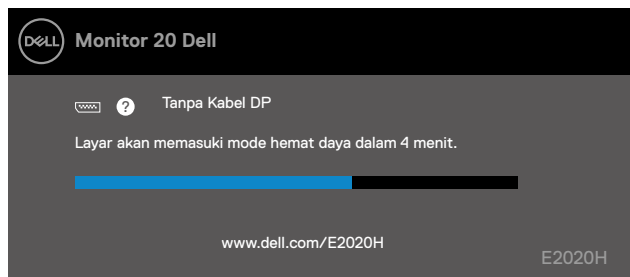 DELL
Monitor 20 Dell
? Tanpa Kabel DP
Layar akan memasuki mode hemat daya dalam 4 menit.
www.dell.com/E2020H
E2020H